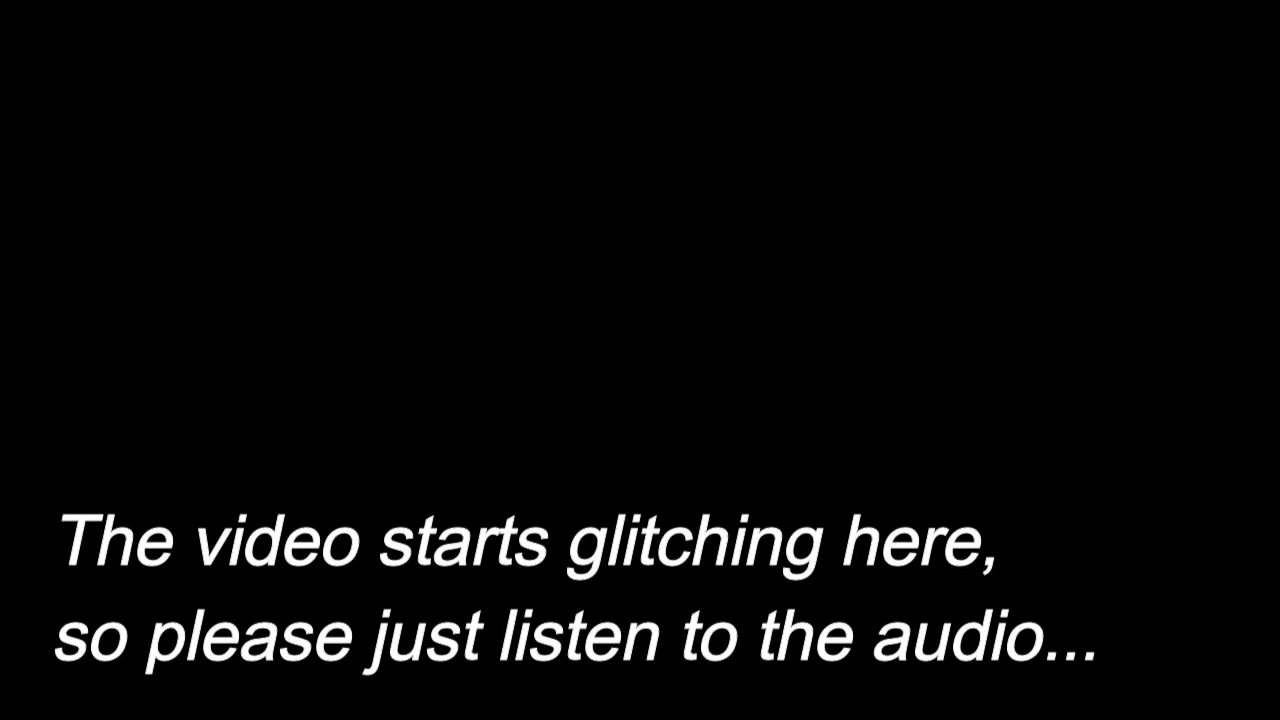 The video starts glitching here,
so please just listen to the audio...